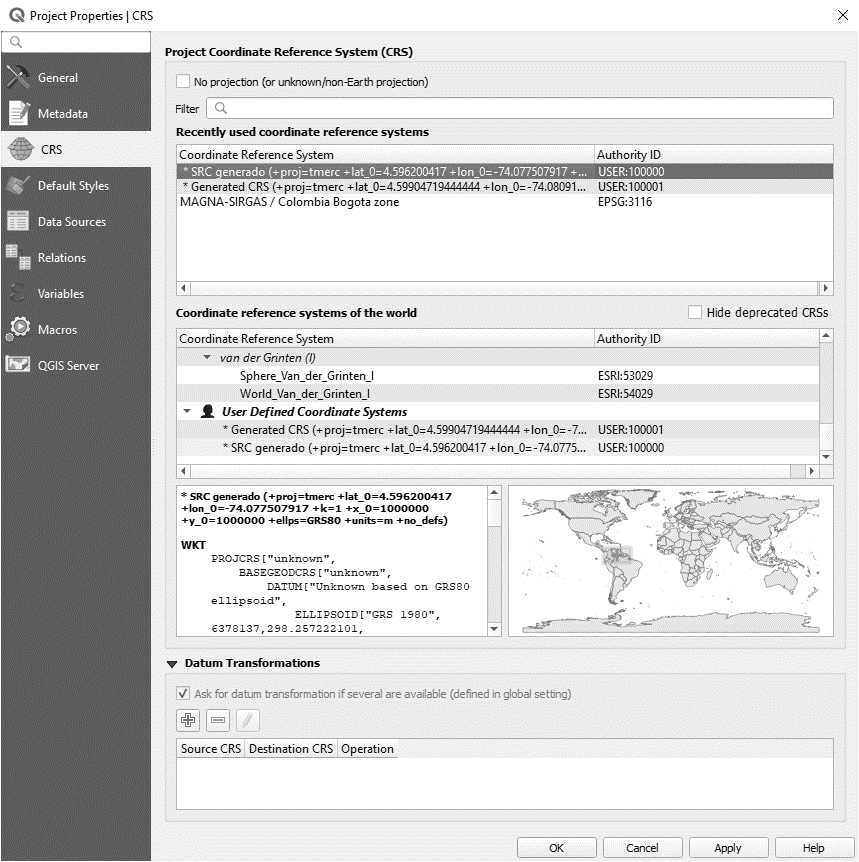 Project Properties | CRS
General
Metadata
CRS
Default Styles
Data Sources
Relations
Variables
Macros
QGIS Server
Project Coordinate Reference System (CRS)
No projection (or unknown/non-Earth projection)
Filter
Recently used coordinate reference systems
Coordinate Reference System Authority ID
* SRC generado (+proj=tmerc +lat_0=4.596200417 +lon_0=-74.077507917 +... USER:100000
* Generated CRS (+proj=tmerc +lat_0=4.59904719444444 +lon_0=-74.08091... USER:100001
MAGNA-SIRGAS / Colombia Bogota zone EPSG:3116
Coordinate reference systems of the world Hide deprecated CRSs
Coordinate Reference System Authority ID
van der Grinten (I)
Sphere_Van_der_Grinten_I ESRI:53029
World_Van_der_Grinten_I ESRI:54029
User Defined Coordinate Systems
* Generated CRS (+proj=tmerc +lat_0=4.59904719444444 +lon_0=-7... USER:100001
* SRC generado (+proj=tmerc +lat_0=4.596200417 +lon_0=-74.0775... USER:100000
* SRC generado (+proj=tmerc +lat_0=4.596200417
+lon_0=-74.077507917 +k=1 +x_0=1000000
+y_0=1000000 +ellps=GRS80 +units=m +no_defs)
WKT
PROJCRS["unknown",
BASEGEODCRS["unknown",
DATUM["Unknown based on GRS80
ellipsoid",
ELLIPSOID["GRS 1980",
6378137,298.257222101,
Datum Transformations
Ask for datum transformation if several are available (defined in global setting)
Source CRS Destination CRS Operation
OK Cancel Apply Help